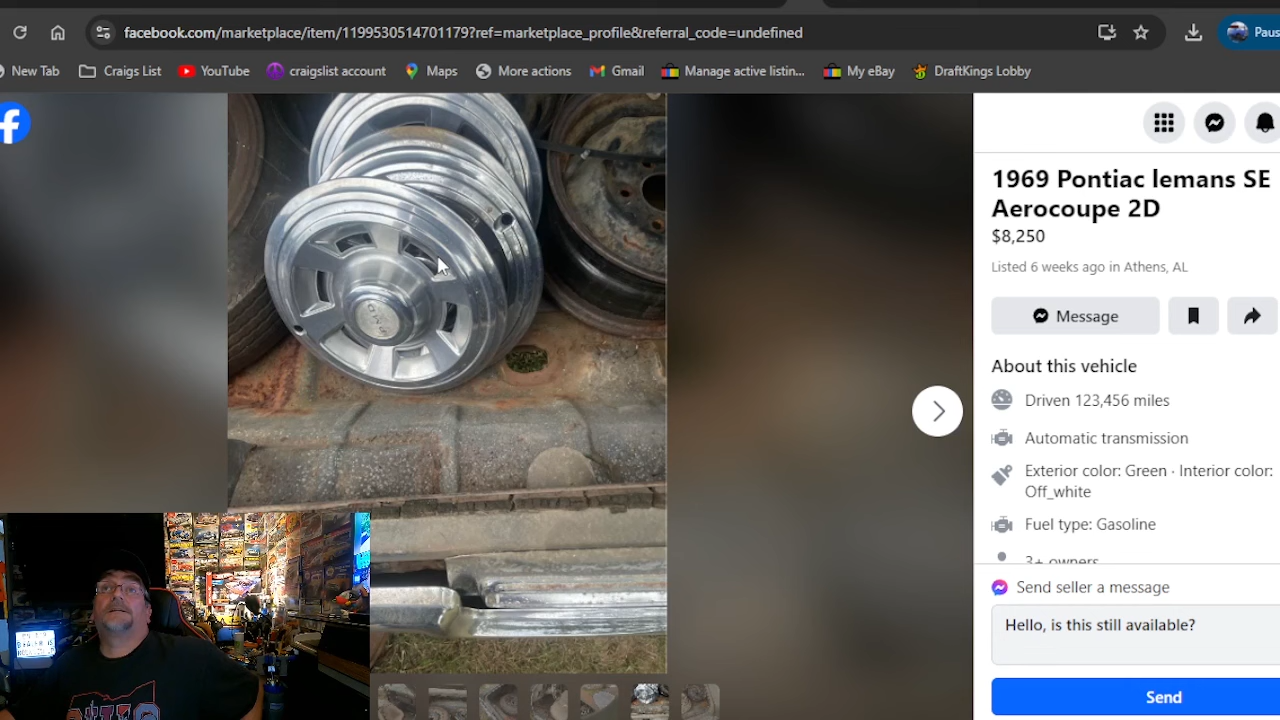 facebook.com/marketplace/item/1199530514701179?ref=marketplace_profile&referral_code=undefined
Paus
New Tab
Craigs List
YouTube
craigslist account
Maps
More actions
Gmail
Manage active listin...
My eBay
DraftKings Lobby
1969 Pontiac lemans SE
Aerocoupe 2D
$8,250
Listed 6 weeks ago in Athens, AL
Message
About this vehicle
Driven 123,456 miles
Automatic transmission
Exterior color: Green · Interior color:
Off_white
Fuel type: Gasoline
3+ owners
Send seller a message
Hello, is this still available?
Send